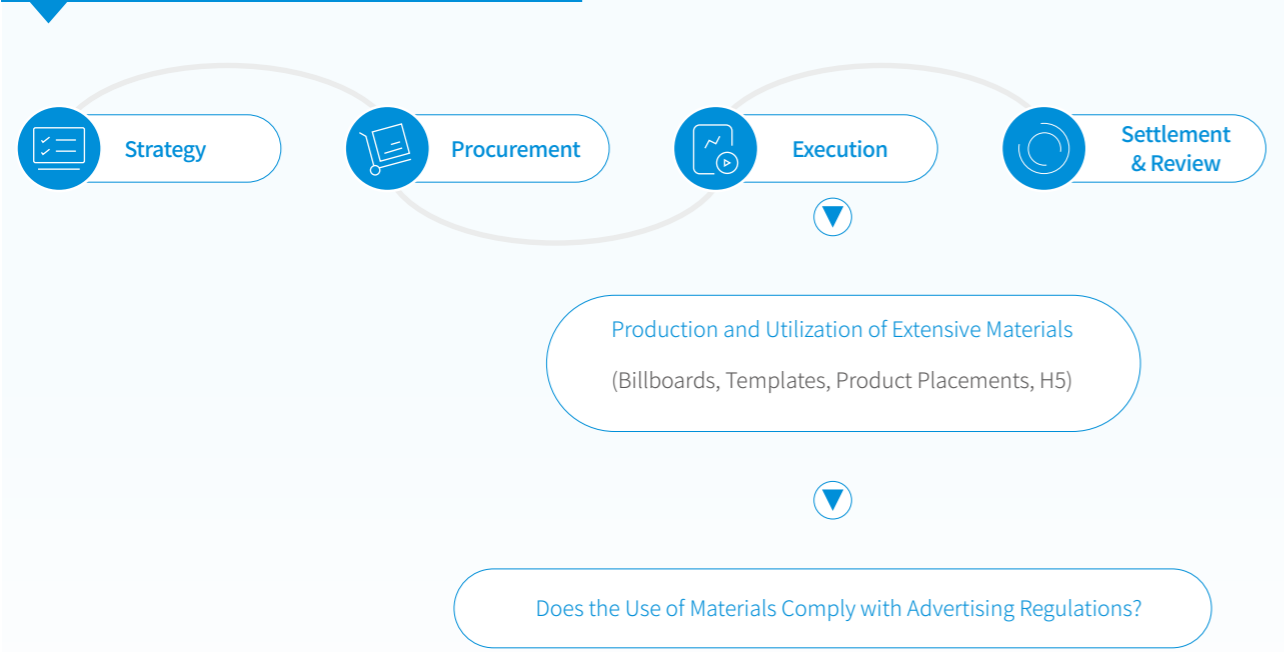 Strategy
Procurement
Execution
Settlement
& Review
Production and Utilization of Extensive Materials
(Billboards, Templates, Product Placements, H5)
Does the Use of Materials Comply with Advertising Regulations?